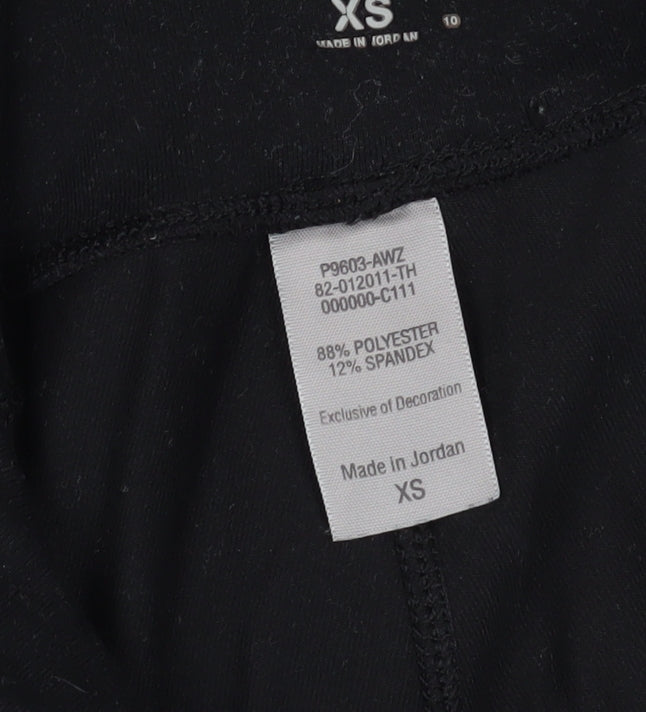 XS
10
MADE IN JORDAN
P9603-AWZ
82-012011-TH
000000-C111
88% POLYESTER
12% SPANDEX
Exclusive of Decoration
Made in Jordan
XS